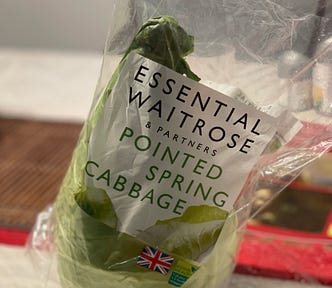 ESSENTIAL
WAITROSE
& PARTNERS
POINTED
SPRING
CABBAGE